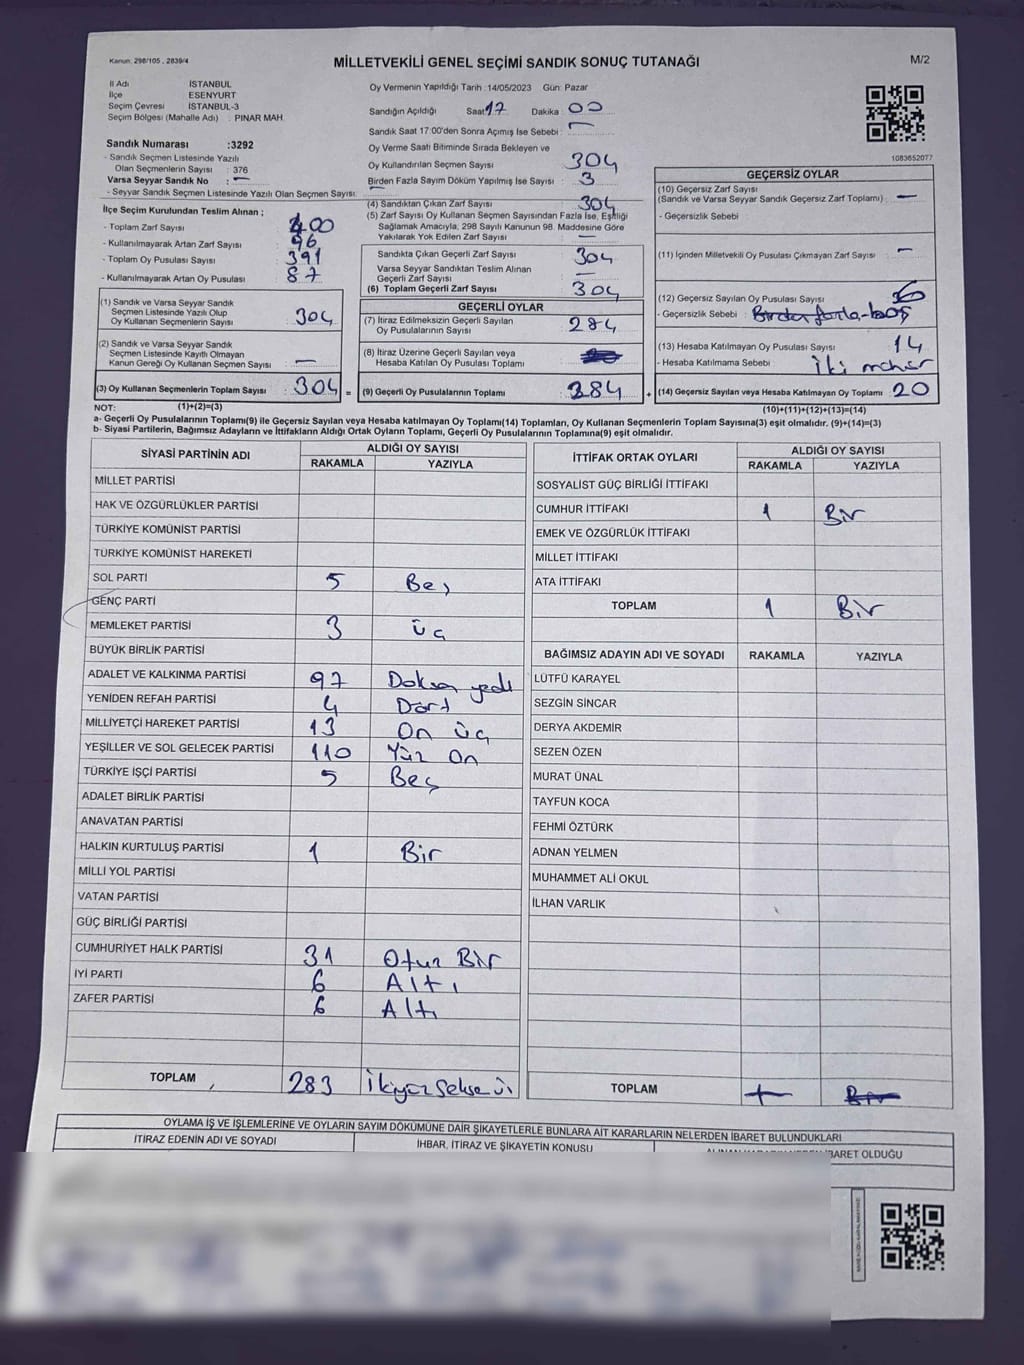 Kanun: 298/105, 2839/4
MİLLETVEKİLİ GENEL SEÇİMİ SANDIK SONUÇ TUTANAĞI
M/2
İl Adı İSTANBUL
İlçe ESENYURT
Seçim Çevresi İSTANBUL-3
Seçim Bölgesi (Mahalle Adı) : PINAR MAH.
Sandık Numarası :3292
- Sandık Seçmen Listesinde Yazılı
Olan Seçmenlerin Sayısı : 376
Varsa Seyyar Sandık No : -
- Seyyar Sandık Seçmen Listesinde Yazılı Olan Seçmen Sayısı: -
Oy Vermenin Yapıldığı Tarih :14/05/2023 Gün: Pazar
Sandığın Açıldığı Saat 17 Dakika : 00
Sandık Saat 17:00'den Sonra Açımış İse Sebebi : -
Oy Verme Saati Bitiminde Sırada Bekleyen ve
Oy Kullandırılan Seçmen Sayısı 304
Birden Fazla Sayım Döküm Yapılmış İse Sayısı : 3
1083652077
İlçe Seçim Kurulundan Teslim Alınan ;
- Toplam Zarf Sayısı : 400
- Kullanılmayarak Artan Zarf Sayısı : 96
- Toplam Oy Pusulası Sayısı : 391
- Kullanılmayarak Artan Oy Pusulası : 87
(1) Sandık ve Varsa Seyyar Sandık
Seçmen Listesinde Yazılı Olup
Oy Kullanan Seçmenlerin Sayısı : 304
(2) Sandık ve Varsa Seyyar Sandık
Seçmen Listesinde Kayıtlı Olmayan
Kanun Gereği Oy Kullanan Seçmen Sayısı : -
(3) Oy Kullanan Seçmenlerin Toplam Sayısı : 304 =
(1)+(2)=(3)
(4) Sandıktan Çıkan Zarf Sayısı : 304
(5) Zarf Sayısı Oy Kullanan Seçmen Sayısından Fazla İse, Eşitliği
Sağlamak Amacıyla, 298 Sayılı Kanunun 98. Maddesine Göre
Yakılarak Yok Edilen Zarf Sayısı : -
Sandıkta Çıkan Geçerli Zarf Sayısı : 304
Varsa Seyyar Sandıktan Teslim Alınan
Geçerli Zarf Sayısı : -
(6) Toplam Geçerli Zarf Sayısı : 304
GEÇERLİ OYLAR
(7) İtiraz Edilmeksizin Geçerli Sayılan
Oy Pusulalarının Sayısı : 284
(8) İtiraz Üzerine Geçerli Sayılan veya
Hesaba Katılan Oy Pusulaları Toplamı :
(9) Geçerli Oy Pusulalarının Toplamı : 284 +
GEÇERSİZ OYLAR
(10) Geçersiz Zarf Sayısı
(Sandık ve Varsa Seyyar Sandık Geçersiz Zarf Toplamı) : -
- Geçersizlik Sebebi
(11) İçinden Milletvekili Oy Pusulası Çıkmayan Zarf Sayısı : -
(12) Geçersiz Sayılan Oy Pusulası Sayısı : 6
- Geçersizlik Sebebi : Birden fazla-boş
(13) Hesaba Katılmayan Oy Pusulası Sayısı : 14
- Hesaba Katılmama Sebebi : İki mühür
(14) Geçersiz Sayılan veya Hesaba Katılmayan Oy Toplamı : 20
(10)+(11)+(12)+(13)=(14)
NOT:
a- Geçerli Oy Pusulalarının Toplamı(9) ile Geçersiz Sayılan veya Hesaba katılmayan Oy Toplamı(14) Toplamları, Oy Kullanan Seçmenlerin Toplam Sayısına(3) eşit olmalıdır. (9)+(14)=(3)
b- Siyasi Partilerin, Bağımsız Adayların ve İttifakların Aldığı Ortak Oyların Toplamı, Geçerli Oy Pusulalarının Toplamına(9) eşit olmalıdır.
SİYASİ PARTİNİN ADI ALDIĞI OY SAYISI
RAKAMLA YAZIYLA
MİLLET PARTİSİ
HAK VE ÖZGÜRLÜKLER PARTİSİ
TÜRKİYE KOMÜNİST PARTİSİ
TÜRKİYE KOMÜNİST HAREKETİ
SOL PARTİ 5 Beş
GENÇ PARTİ
MEMLEKET PARTİSİ 3 üç
BÜYÜK BİRLİK PARTİSİ
ADALET VE KALKINMA PARTİSİ 97 Doksan yedi
YENİDEN REFAH PARTİSİ 4 Dört
MİLLİYETÇİ HAREKET PARTİSİ 13 On üç
YEŞİLLER VE SOL GELECEK PARTİSİ 110 Yüz On
TÜRKİYE İŞÇİ PARTİSİ 5 Beş
ADALET BİRLİK PARTİSİ
ANAVATAN PARTİSİ
HALKIN KURTULUŞ PARTİSİ 1 Bir
MİLLİ YOL PARTİSİ
VATAN PARTİSİ
GÜÇ BİRLİĞİ PARTİSİ
CUMHURİYET HALK PARTİSİ 31 Otuz Bir
İYİ PARTİ 6 Altı
ZAFER PARTİSİ 6 Altı
TOPLAM 283 İkiyüz Seksen üç
İTTİFAK ORTAK OYLARI ALDIĞI OY SAYISI
RAKAMLA YAZIYLA
SOSYALİST GÜÇ BİRLİĞİ İTTİFAKI
CUMHUR İTTİFAKI 1 Bir
EMEK VE ÖZGÜRLÜK İTTİFAKI
MİLLET İTTİFAKI
ATA İTTİFAKI
TOPLAM 1 Bir
BAĞIMSIZ ADAYIN ADI VE SOYADI RAKAMLA YAZIYLA
LÜTFÜ KARAYEL
SEZGİN SİNCAR
DERYA AKDEMİR
SEZEN ÖZEN
MURAT ÜNAL
TAYFUN KOCA
FEHMİ ÖZTÜRK
ADNAN YELMEN
MUHAMMET ALİ OKUL
İLHAN VARLIK
TOPLAM 1 Bir
OYLAMA İŞ VE İŞLEMLERİNE VE OYLARIN SAYIM DÖKÜMÜNE DAİR ŞİKAYETLERLE BUNLARA AİT KARARLARIN NELERDEN İBARET BULUNDUKLARI
İTİRAZ EDENİN ADI VE SOYADI İHBAR, İTİRAZ VE ŞİKAYETİN KONUSU İBARET OLDUĞU